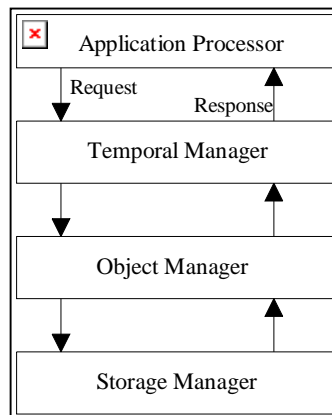 Application Processor
Request
Response
Temporal Manager
Object Manager
Storage Manager